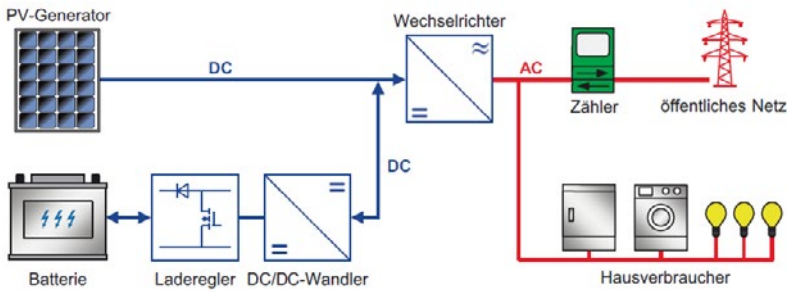 PV-Generator
Wechselrichter
DC
AC
Zähler
öffentliches Netz
DC
Batterie
Laderegler
DC/DC-Wandler
Hausverbraucher